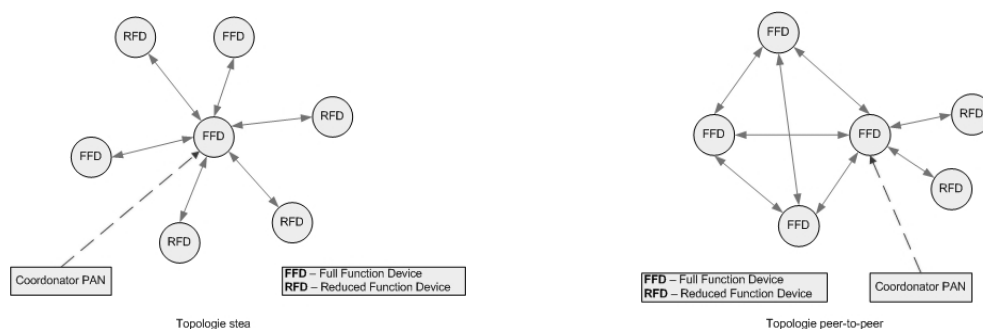 RFD
FFD
RFD
FFD
FFD
RFD
RFD
Coordonator PAN
FFD – Full Function Device
RFD – Reduced Function Device
Topologie stea
FFD
RFD
FFD
FFD
RFD
FFD
FFD – Full Function Device
RFD – Reduced Function Device
Coordonator PAN
Topologie peer-to-peer